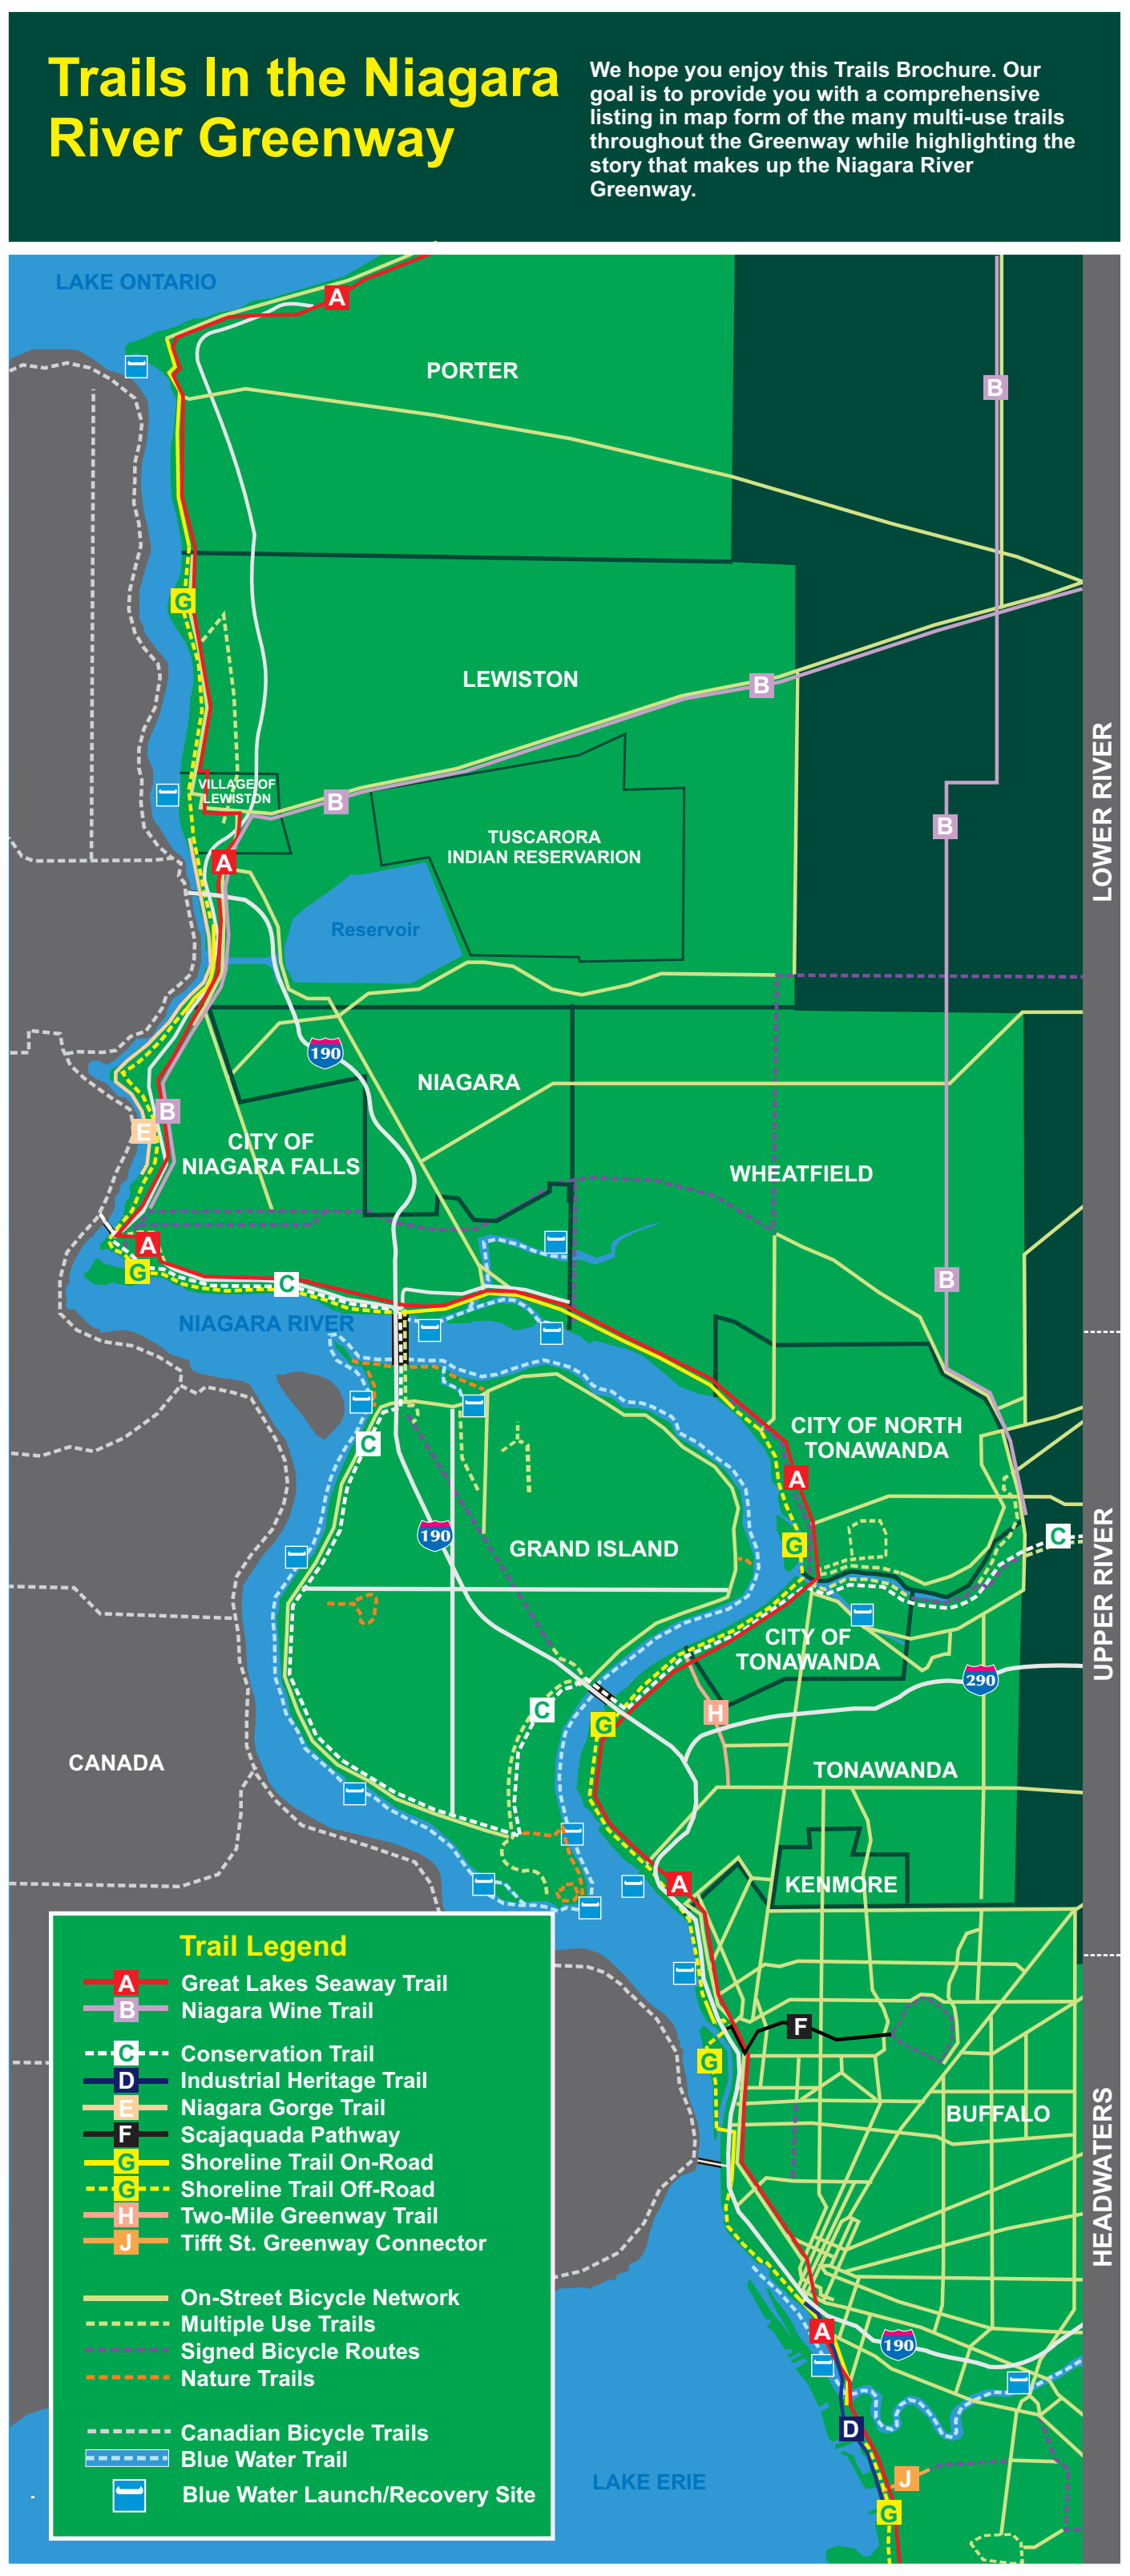 Trails In the Niagara
River Greenway
We hope you enjoy this Trails Brochure. Our
goal is to provide you with a comprehensive
listing in map form of the many multi-use trails
throughout the Greenway while highlighting the
story that makes up the Niagara River
Greenway.
LAKE ONTARIO
A
PORTER
B
G
LEWISTON
B
VILLAGE OF
LEWISTON
B
B
TUSCARORA
INDIAN RESERVARION
LOWER RIVER
A
Reservoir
190
NIAGARA
B
E
CITY OF
NIAGARA FALLS
WHEATFIELD
A
G
C
B
NIAGARA RIVER
CITY OF NORTH
TONAWANDA
C
A
190
GRAND ISLAND
G
C
UPPER RIVER
CITY OF
TONAWANDA
290
C
G
H
CANADA
TONAWANDA
A
KENMORE
F
G
BUFFALO
HEADWATERS
A
190
D
J
LAKE ERIE
G
Trail Legend
A Great Lakes Seaway Trail
B Niagara Wine Trail
C Conservation Trail
D Industrial Heritage Trail
E Niagara Gorge Trail
F Scajaquada Pathway
G Shoreline Trail On-Road
G Shoreline Trail Off-Road
H Two-Mile Greenway Trail
J Tifft St. Greenway Connector
On-Street Bicycle Network
Multiple Use Trails
Signed Bicycle Routes
Nature Trails
Canadian Bicycle Trails
Blue Water Trail
Blue Water Launch/Recovery Site